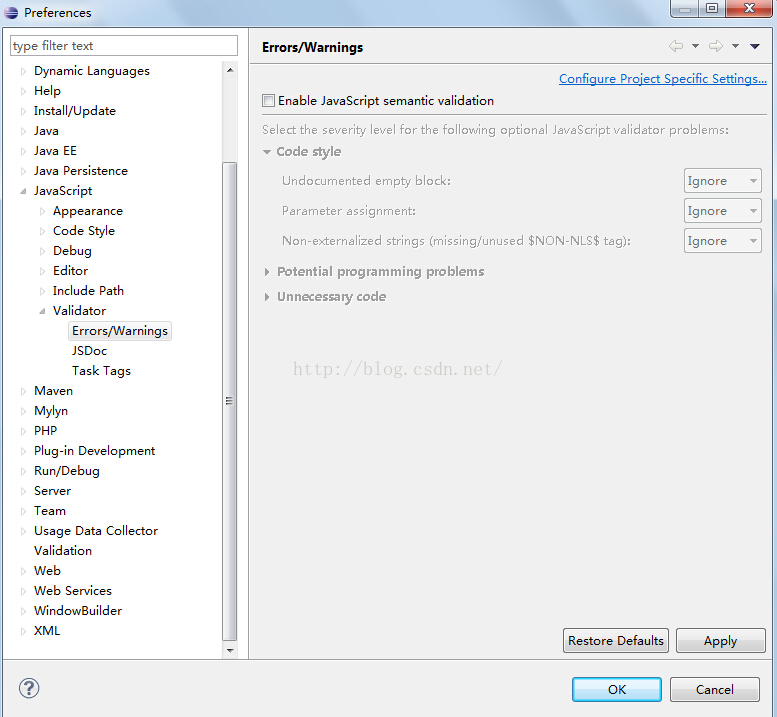 Preferences
type filter text
Dynamic Languages
Help
Install/Update
Java
Java EE
Java Persistence
JavaScript
Appearance
Code Style
Debug
Editor
Include Path
Validator
Errors/Warnings
JSDoc
Task Tags
Maven
Mylyn
PHP
Plug-in Development
Run/Debug
Server
Team
Usage Data Collector
Validation
Web
Web Services
WindowBuilder
XML
Errors/Warnings
Configure Project Specific Settings...
Enable JavaScript semantic validation
Select the severity level for the following optional JavaScript validator problems:
Code style
Undocumented empty block: Ignore
Parameter assignment: Ignore
Non-externalized strings (missing/unused $NON-NLS$ tag): Ignore
Potential programming problems
Unnecessary code
http://blog.csdn.net/
Restore Defaults Apply
? OK Cancel